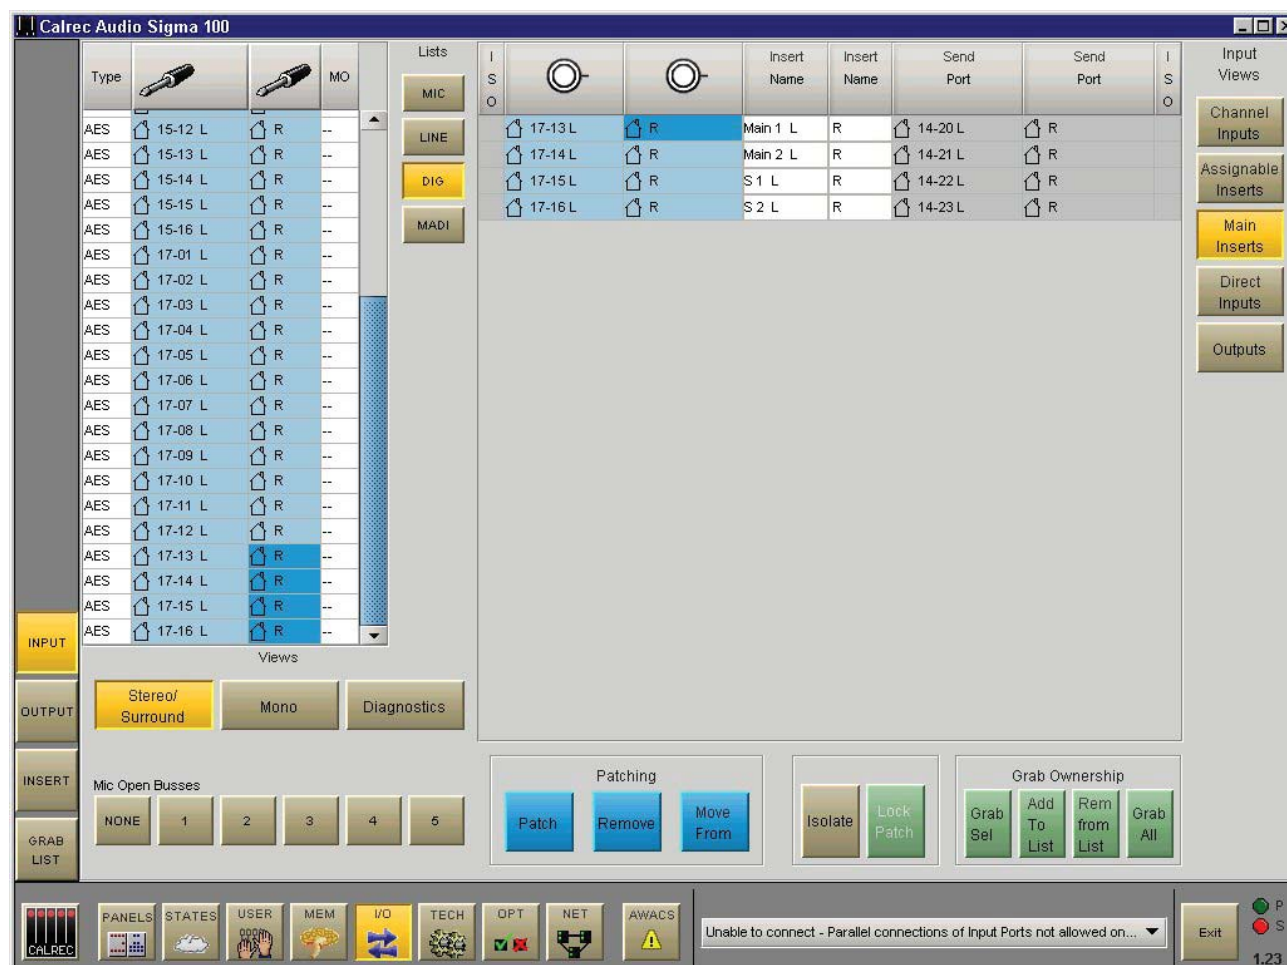 Calrec Audio Sigma 100
Type MO
AES 15-12 L R --
AES 15-13 L R --
AES 15-14 L R --
AES 15-15 L R --
AES 15-16 L R --
AES 17-01 L R --
AES 17-02 L R --
AES 17-03 L R --
AES 17-04 L R --
AES 17-05 L R --
AES 17-06 L R --
AES 17-07 L R --
AES 17-08 L R --
AES 17-09 L R --
AES 17-10 L R --
AES 17-11 L R --
AES 17-12 L R --
AES 17-13 L R --
AES 17-14 L R --
AES 17-15 L R --
AES 17-16 L R --
Lists
MIC
LINE
DIG
MADI
I
S
O
Insert
Name
Insert
Name
Send
Port
Send
Port
I
S
O
17-13 L R Main 1 L R 14-20 L R
17-14 L R Main 2 L R 14-21 L R
17-15 L R S 1 L R 14-22 L R
17-16 L R S 2 L R 14-23 L R
Input
Views
Channel
Inputs
Assignable
Inserts
Main
Inserts
Direct
Inputs
Outputs
INPUT
OUTPUT
INSERT
GRAB
LIST
Views
Stereo/
Surround
Mono
Diagnostics
Mic Open Busses
NONE 1 2 3 4 5
Patching
Patch
Remove
Move
From
Isolate
Lock
Patch
Grab Ownership
Grab
Sel
Add
To
List
Rem
from
List
Grab
All
CALREC
PANELS
STATES
USER
MEM
I/O
TECH
OPT
NET
AWACS
Unable to connect - Parallel connections of Input Ports not allowed on...
Exit
P
S
1.23